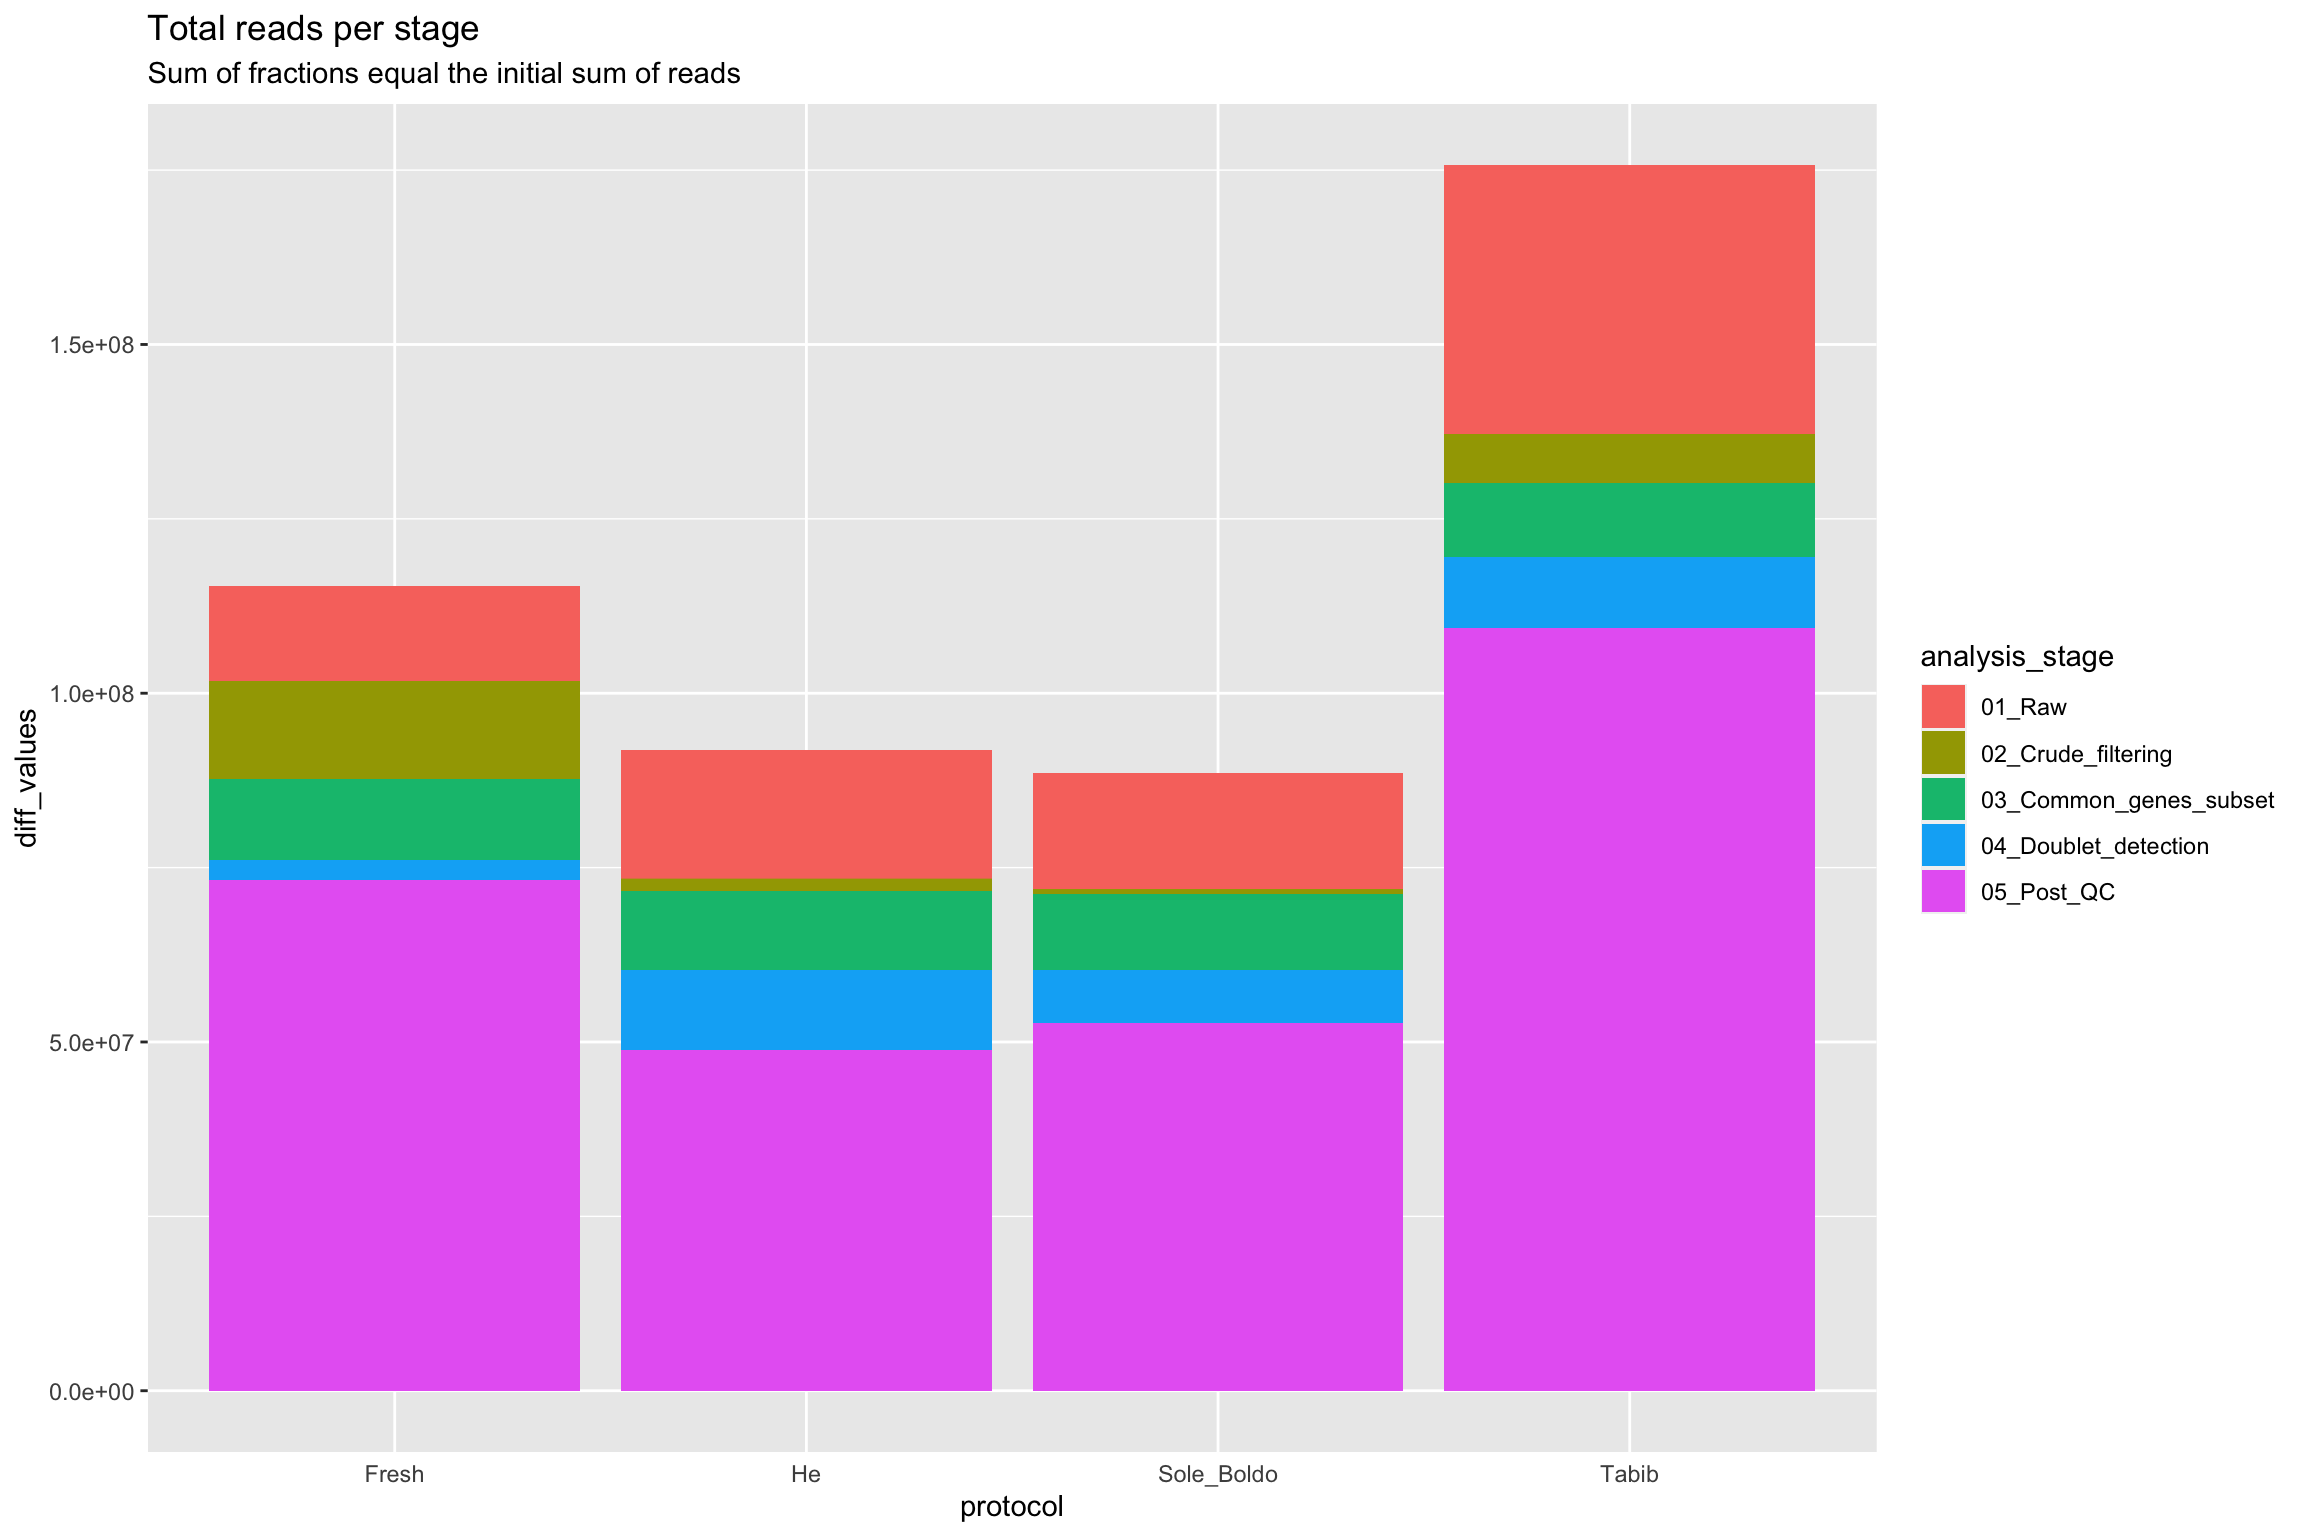 Total reads per stage
Sum of fractions equal the initial sum of reads
diff_values
1.5e+08
1.0e+08
5.0e+07
0.0e+00
Fresh
He
Sole_Boldo
Tabib
protocol
analysis_stage
01_Raw
02_Crude_filtering
03_Common_genes_subset
04_Doublet_detection
05_Post_QC